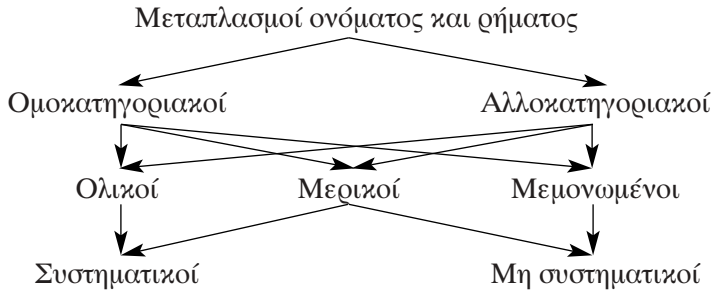 Μεταπλασμοί ονόματος και ρήματος
Ομοκατηγοριακοί Αλλοκατηγοριακοί
Ολικοί Μερικοί Μεμονωμένοι
Συστηματικοί Μη συστηματικοί